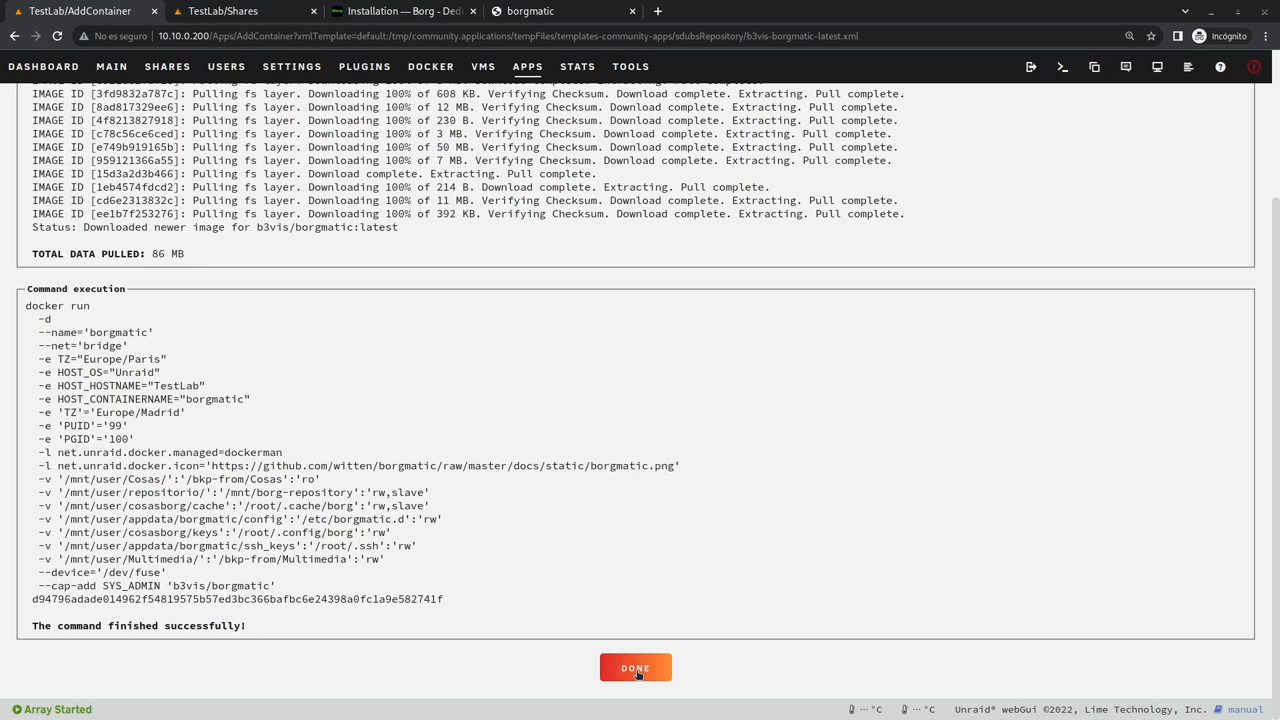 TestLab/AddContainer
TestLab/Shares
Installation — Borg - Dedu
borgmatic
No es seguro
10.10.0.200/Apps/AddContainer?xmlTemplate=default:/tmp/community.applications/tempFiles/templates-community-apps/sdubsRepository/b3vis-borgmatic-latest.xml
Incógnito
DASHBOARD MAIN SHARES USERS SETTINGS PLUGINS DOCKER VMS APPS STATS TOOLS
IMAGE ID [3fd9832a787c]: Pulling fs layer. Downloading 100% of 608 KB. Verifying Checksum. Download complete. Extracting. Pull complete.
IMAGE ID [8ad817329ee6]: Pulling fs layer. Downloading 100% of 12 MB. Verifying Checksum. Download complete. Extracting. Pull complete.
IMAGE ID [4f8213827918]: Pulling fs layer. Downloading 100% of 230 B. Verifying Checksum. Download complete. Extracting. Pull complete.
IMAGE ID [c78c56ce6ced]: Pulling fs layer. Downloading 100% of 3 MB. Verifying Checksum. Download complete. Extracting. Pull complete.
IMAGE ID [e749b919165b]: Pulling fs layer. Downloading 100% of 50 MB. Verifying Checksum. Download complete. Extracting. Pull complete.
IMAGE ID [959121366a55]: Pulling fs layer. Downloading 100% of 7 MB. Verifying Checksum. Download complete. Extracting. Pull complete.
IMAGE ID [15d3a2d3b466]: Pulling fs layer. Download complete. Extracting. Pull complete.
IMAGE ID [1eb4574fdcd2]: Pulling fs layer. Downloading 100% of 214 B. Download complete. Extracting. Pull complete.
IMAGE ID [cd6e2313832c]: Pulling fs layer. Downloading 100% of 11 MB. Verifying Checksum. Download complete. Extracting. Pull complete.
IMAGE ID [ee1b7f253276]: Pulling fs layer. Downloading 100% of 392 KB. Verifying Checksum. Download complete. Extracting. Pull complete.
Status: Downloaded newer image for b3vis/borgmatic:latest
TOTAL DATA PULLED: 86 MB
Command execution
docker run
-d
--name='borgmatic'
--net='bridge'
-e TZ="Europe/Paris"
-e HOST_OS="Unraid"
-e HOST_HOSTNAME="TestLab"
-e HOST_CONTAINERNAME="borgmatic"
-e 'TZ'='Europe/Madrid'
-e 'PUID'='99'
-e 'PGID'='100'
-l net.unraid.docker.managed=dockerman
-l net.unraid.docker.icon='https://github.com/witten/borgmatic/raw/master/docs/static/borgmatic.png'
-v '/mnt/user/Cosas/':'/bkp-from/Cosas':'ro'
-v '/mnt/user/repositorio/':'/mnt/borg-repository':'rw,slave'
-v '/mnt/user/cosasborg/cache':'/root/.cache/borg':'rw,slave'
-v '/mnt/user/appdata/borgmatic/config':'/etc/borgmatic.d':'rw'
-v '/mnt/user/cosasborg/keys':'/root/.config/borg':'rw'
-v '/mnt/user/appdata/borgmatic/ssh_keys':'/root/.ssh':'rw'
-v '/mnt/user/Multimedia/':'/bkp-from/Multimedia':'rw'
--device='/dev/fuse'
--cap-add SYS_ADMIN 'b3vis/borgmatic'
d94796adade014962f54819575b57ed3bc366bafbc6e24398a0fc1a9e582741f
The command finished successfully!
DONE
Array Started
··· °C ··· °C Unraid® webGui ©2022, Lime Technology, Inc. manual